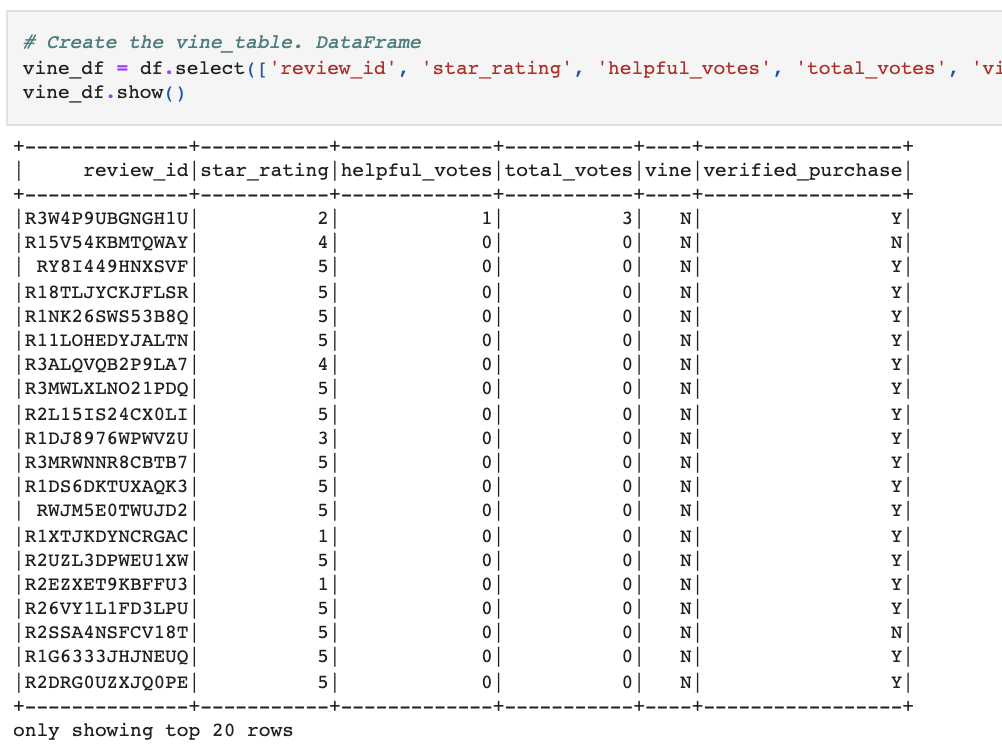 # Create the vine_table. DataFrame
vine_df = df.select(['review_id', 'star_rating', 'helpful_votes', 'total_votes', 'vi
vine_df.show()
+--------------+-----------+-------------+-----------+----+-----------------+
|     review_id|star_rating|helpful_votes|total_votes|vine|verified_purchase|
+--------------+-----------+-------------+-----------+----+-----------------+
|R3W4P9UBGNGH1U|          2|            1|          3|   N|                Y|
|R15V54KBMTQWAY|          4|            0|          0|   N|                N|
| RY8I449HNXSVF|          5|            0|          0|   N|                Y|
|R18TLJYCKJFLSR|          5|            0|          0|   N|                Y|
|R1NK26SWS53B8Q|          5|            0|          0|   N|                Y|
|R11LOHEDYJALTN|          5|            0|          0|   N|                Y|
|R3ALQVQB2P9LA7|          4|            0|          0|   N|                Y|
|R3MWLXLNO21PDQ|          5|            0|          0|   N|                Y|
|R2L15IS24CX0LI|          5|            0|          0|   N|                Y|
|R1DJ8976WPWVZU|          3|            0|          0|   N|                Y|
|R3MRWNNR8CBTB7|          5|            0|          0|   N|                Y|
|R1DS6DKTUXAQK3|          5|            0|          0|   N|                Y|
| RWJM5E0TWUJD2|          5|            0|          0|   N|                Y|
|R1XTJKDYNCRGAC|          1|            0|          0|   N|                Y|
|R2UZL3DPWEU1XW|          5|            0|          0|   N|                Y|
|R2EZXET9KBFFU3|          1|            0|          0|   N|                Y|
|R26VY1L1FD3LPU|          5|            0|          0|   N|                Y|
|R2SSA4NSFCV18T|          5|            0|          0|   N|                N|
|R1G6333JHJNEUQ|          5|            0|          0|   N|                Y|
|R2DRG0UZXJQ0PE|          5|            0|          0|   N|                Y|
+--------------+-----------+-------------+-----------+----+-----------------+
only showing top 20 rows